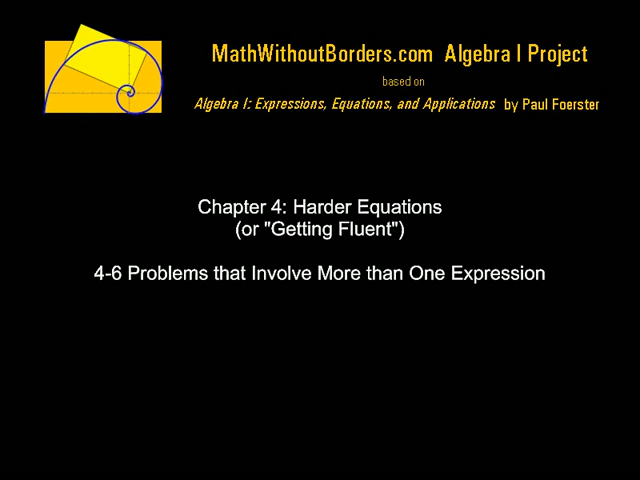 MathWithoutBorders.com Algebra I Project
based on
Algebra I: Expressions, Equations, and Applications by Paul Foerster
Chapter 4: Harder Equations
(or "Getting Fluent")
4-6 Problems that Involve More than One Expression